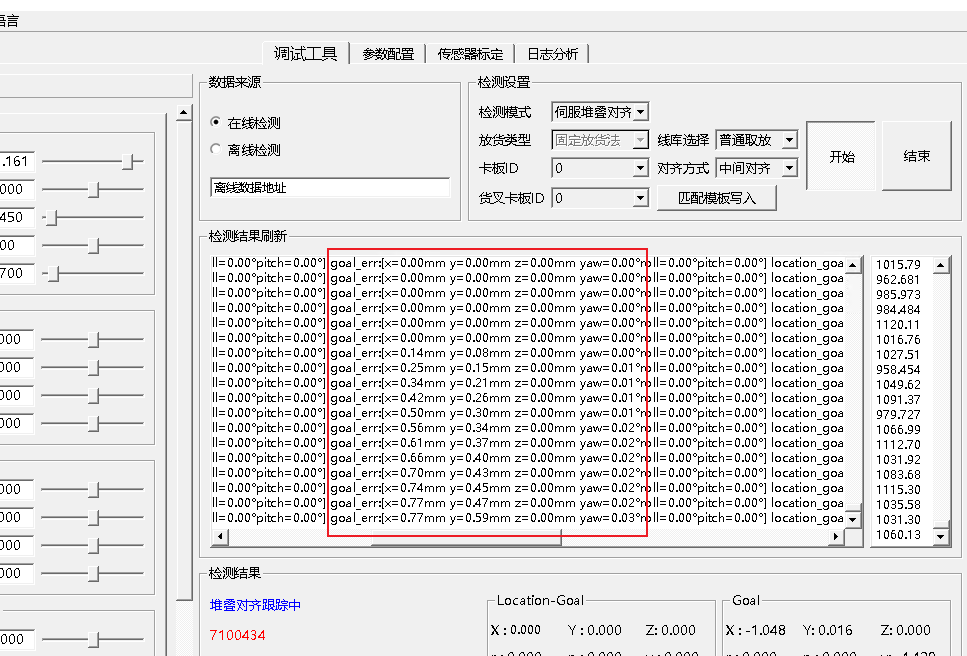 语言
调试工具 参数配置 传感器标定 日志分析
数据来源
在线检测
离线检测
离线数据地址
检测设置
检测模式 伺服堆叠对齐
放货类型 固定放货法 线库选择 普通取放
卡板ID 0 对齐方式 中间对齐
货叉卡板ID 0 匹配模板写入
开始 结束
.161
000
450
00
700
000
000
000
000
000
000
000
000
000
检测结果刷新
ll=0.00°pitch=0.00°] goal_err:[x=0.00mm y=0.00mm z=0.00mm yaw=0.00°roll=0.00°pitch=0.00°] location_goa
ll=0.00°pitch=0.00°] goal_err:[x=0.00mm y=0.00mm z=0.00mm yaw=0.00°roll=0.00°pitch=0.00°] location_goa
ll=0.00°pitch=0.00°] goal_err:[x=0.00mm y=0.00mm z=0.00mm yaw=0.00°roll=0.00°pitch=0.00°] location_goa
ll=0.00°pitch=0.00°] goal_err:[x=0.00mm y=0.00mm z=0.00mm yaw=0.00°roll=0.00°pitch=0.00°] location_goa
ll=0.00°pitch=0.00°] goal_err:[x=0.00mm y=0.00mm z=0.00mm yaw=0.00°roll=0.00°pitch=0.00°] location_goa
ll=0.00°pitch=0.00°] goal_err:[x=0.00mm y=0.00mm z=0.00mm yaw=0.00°roll=0.00°pitch=0.00°] location_goa
ll=0.00°pitch=0.00°] goal_err:[x=0.14mm y=0.08mm z=0.00mm yaw=0.00°roll=0.00°pitch=0.00°] location_goa
ll=0.00°pitch=0.00°] goal_err:[x=0.25mm y=0.15mm z=0.00mm yaw=0.01°roll=0.00°pitch=0.00°] location_goa
ll=0.00°pitch=0.00°] goal_err:[x=0.34mm y=0.21mm z=0.00mm yaw=0.01°roll=0.00°pitch=0.00°] location_goa
ll=0.00°pitch=0.00°] goal_err:[x=0.42mm y=0.26mm z=0.00mm yaw=0.01°roll=0.00°pitch=0.00°] location_goa
ll=0.00°pitch=0.00°] goal_err:[x=0.50mm y=0.30mm z=0.00mm yaw=0.01°roll=0.00°pitch=0.00°] location_goa
ll=0.00°pitch=0.00°] goal_err:[x=0.56mm y=0.34mm z=0.00mm yaw=0.02°roll=0.00°pitch=0.00°] location_goa
ll=0.00°pitch=0.00°] goal_err:[x=0.61mm y=0.37mm z=0.00mm yaw=0.02°roll=0.00°pitch=0.00°] location_goa
ll=0.00°pitch=0.00°] goal_err:[x=0.66mm y=0.40mm z=0.00mm yaw=0.02°roll=0.00°pitch=0.00°] location_goa
ll=0.00°pitch=0.00°] goal_err:[x=0.70mm y=0.43mm z=0.00mm yaw=0.02°roll=0.00°pitch=0.00°] location_goa
ll=0.00°pitch=0.00°] goal_err:[x=0.74mm y=0.45mm z=0.00mm yaw=0.02°roll=0.00°pitch=0.00°] location_goa
ll=0.00°pitch=0.00°] goal_err:[x=0.77mm y=0.47mm z=0.00mm yaw=0.02°roll=0.00°pitch=0.00°] location_goa
ll=0.00°pitch=0.00°] goal_err:[x=0.77mm y=0.59mm z=0.00mm yaw=0.03°roll=0.00°pitch=0.00°] location_goa
1015.79
962.681
985.973
984.484
1120.11
1016.76
1027.51
958.454
1049.62
1091.37
979.727
1066.99
1112.70
1031.92
1083.68
1115.30
1035.58
1031.30
1060.13
检测结果
堆叠对齐跟踪中
7100434
Location-Goal
X : 0.000 Y : 0.000 Z: 0.000
Goal
X : -1.048 Y: 0.016 Z: 0.000